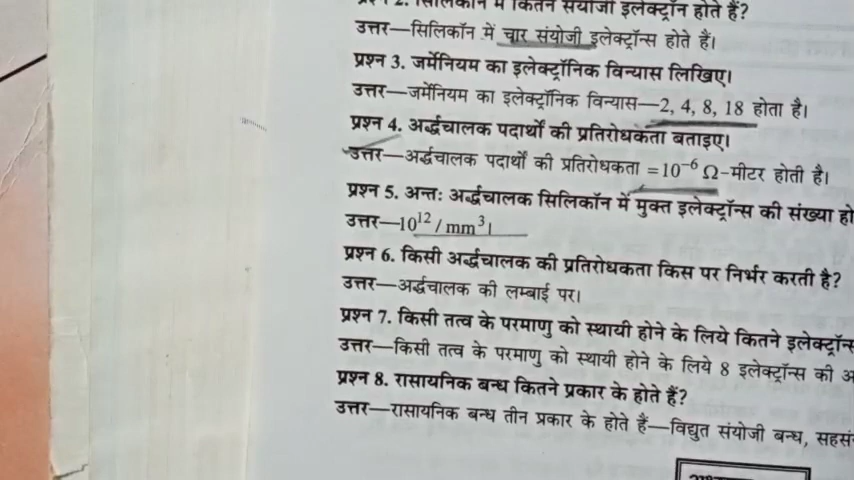 सिलिकॉन में कितने संयोजी इलेक्ट्रॉन होते हैं?
उत्तर—सिलिकॉन में चार संयोजी इलेक्ट्रॉन्स होते हैं।
प्रश्न 3. जर्मेनियम का इलेक्ट्रॉनिक विन्यास लिखिए।
उत्तर—जर्मेनियम का इलेक्ट्रॉनिक विन्यास—2, 4, 8, 18 होता है।
प्रश्न 4. अर्द्धचालक पदार्थों की प्रतिरोधकता बताइए।
उत्तर—अर्द्धचालक पदार्थों की प्रतिरोधकता =10⁻⁶ Ω-मीटर होती है।
प्रश्न 5. अन्तः अर्द्धचालक सिलिकॉन में मुक्त इलेक्ट्रॉन्स की संख्या हो
उत्तर—10¹² / mm³।
प्रश्न 6. किसी अर्द्धचालक की प्रतिरोधकता किस पर निर्भर करती है?
उत्तर—अर्द्धचालक की लम्बाई पर।
प्रश्न 7. किसी तत्व के परमाणु को स्थायी होने के लिये कितने इलेक्ट्रॉन्स
उत्तर—किसी तत्व के परमाणु को स्थायी होने के लिये 8 इलेक्ट्रॉन्स की
प्रश्न 8. रासायनिक बन्ध कितने प्रकार के होते हैं?
उत्तर—रासायनिक बन्ध तीन प्रकार के होते हैं—विद्युत संयोजी बन्ध,